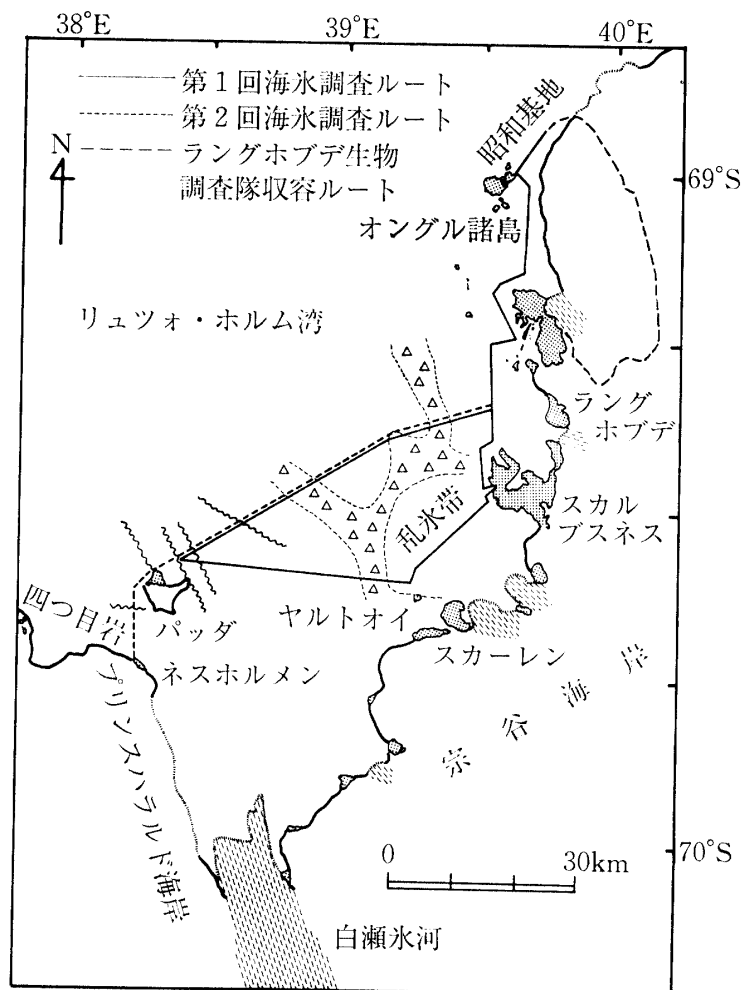 38°E
39°E
40°E
第1回海氷調査ルート
第2回海氷調査ルート
ラングホブデ生物
調査隊収容ルート
N
昭和基地
69°S
オングル諸島
リュツォ・ホルム湾
ラング
ホブデ
乱氷帯
スカル
ブスネス
四つ目岩
パッダ
ヤルトオイ
スカーレン
ネスホルメン
宗谷海岸
プリンスハラルド海岸
0
30km
70°S
白瀬氷河